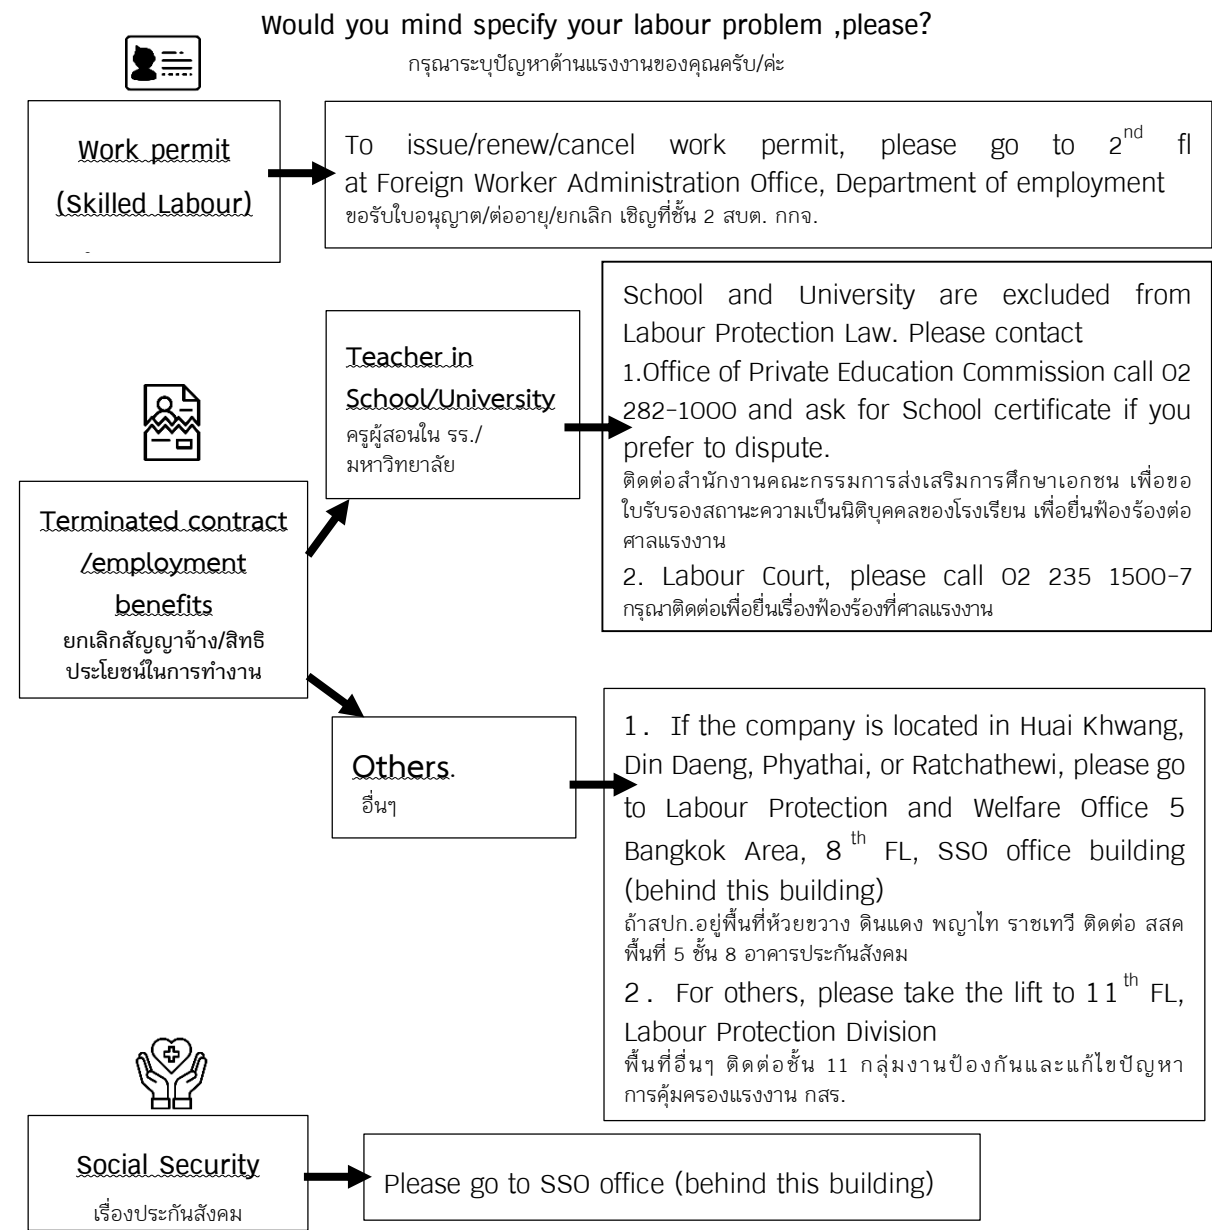 Would you mind specify your labour problem ,please?
กรุณาระบุปัญหาด้านแรงงานของคุณครับ/ค่ะ
Work permit
(Skilled Labour)
To issue/renew/cancel work permit, please go to 2nd fl
at Foreign Worker Administration Office, Department of employment
ขอรับใบอนุญาต/ต่ออายุ/ยกเลิก เชิญที่ชั้น 2 สบต. กกจ.
Terminated contract
/employment
benefits
ยกเลิกสัญญาจ้าง/สิทธิ
ประโยชน์ในการทำงาน
Teacher in
School/University
ครูผู้สอนใน รร./
มหาวิทยาลัย
School and University are excluded from
Labour Protection Law. Please contact
1.Office of Private Education Commission call 02
282-1000 and ask for School certificate if you
prefer to dispute.
ติดต่อสำนักงานคณะกรรมการส่งเสริมการศึกษาเอกชน เพื่อขอ
ใบรับรองสถานะความเป็นนิติบุคคลของโรงเรียน เพื่อยื่นฟ้องร้องต่อ
ศาลแรงงาน
2. Labour Court, please call 02 235 1500-7
กรุณาติดต่อเพื่อยื่นเรื่องฟ้องร้องที่ศาลแรงงาน
Others.
อื่นๆ
1. If the company is located in Huai Khwang,
Din Daeng, Phyathai, or Ratchathewi, please go
to Labour Protection and Welfare Office 5
Bangkok Area, 8 th FL, SSO office building
(behind this building)
ถ้าสปก.อยู่พื้นที่ห้วยขวาง ดินแดง พญาไท ราชเทวี ติดต่อ สสค
พื้นที่ 5 ชั้น 8 อาคารประกันสังคม
2. For others, please take the lift to 11th FL,
Labour Protection Division
พื้นที่อื่นๆ ติดต่อชั้น 11 กลุ่มงานป้องกันและแก้ไขปัญหา
การคุ้มครองแรงงาน กสร.
Social Security
เรื่องประกันสังคม
Please go to SSO office (behind this building)